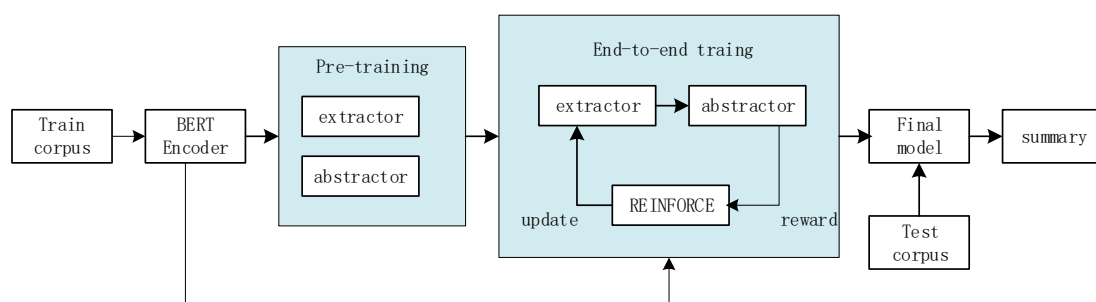 End-to-end traing
Pre-training
extractor
abstractor
Train
corpus
BERT
Encoder
extractor
abstractor
Final
model
summary
REINFORCE
update
reward
Test
corpus